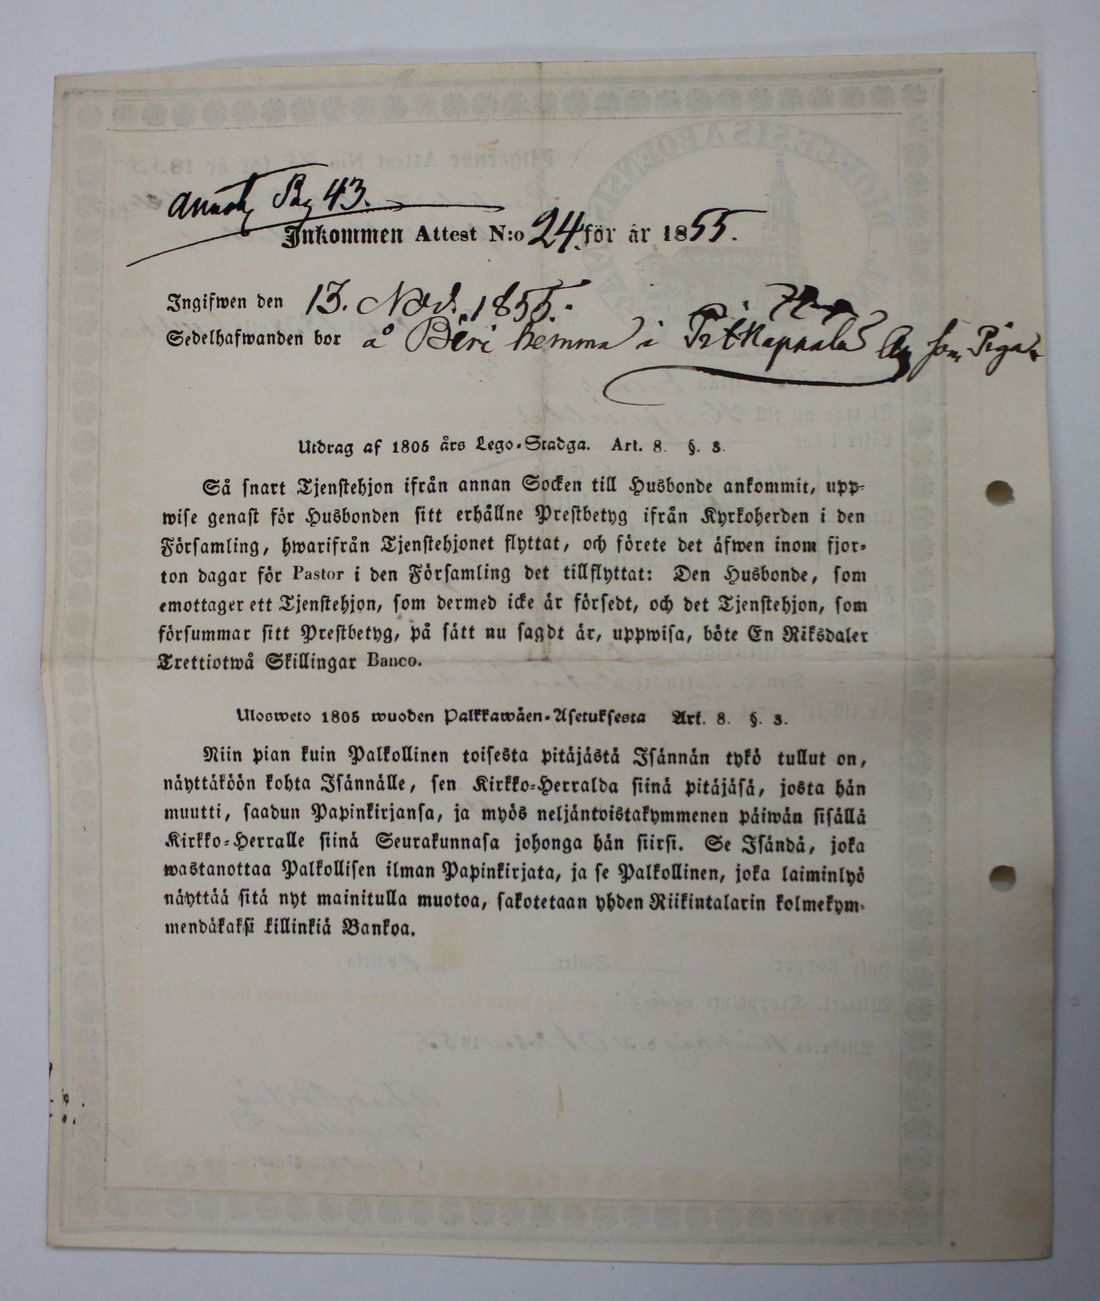 Pag 43.
Inkommen Attest N:o 24 för år 1855.
Ingifwen den 13. Nov. 1855.
Sedelhafwanden bor å hemma i som Piga
Utdrag af 1805 års Lego-Stadga. Art. 8. §. 3.
Så snart Tjenstehjon ifrån annan Socken till Husbonde ankommit, upp-
wise genast för Husbonden sitt erhållne Prestbetyg ifrån Kyrkoherden i den
Församling, hwarifrån Tjenstehjonet flyttat, och förete det äfwen inom fjor-
ton dagar för Pastor i den Församling det tillflyttat: Den Husbonde, som
emottager ett Tjenstehjon, som dermed icke är försedt, och det Tjenstehjon, som
försummar sitt Prestbetyg, på sätt nu sagdt är, uppwisa, böte En Riksdaler
Trettiotwå Skillingar Banco.
Ulosweto 1805 wuoden Palkkawäen-Asetuksesta Art. 8. §. 3.
Niin pian kuin Palkollinen toisesta pitäjästä Isännän tykö tullut on,
näyttäköön kohta Isännälle, sen Kirkko-Herralda siinä pitäjäsä, josta hän
muutti, saadun Papinkirjansa, ja myös neljäntoistakymmenen päiwän sisällä
Kirkko-Herralle siinä Seurakunnasa johonga hän siirsi. Se Isändä, joka
wastanottaa Palkollisen ilman Papinkirjata, ja se Palkollinen, joka laiminlyö
näyttää sitä nyt mainitulla muotoa, sakotetaan yhden Riikintalarin kolmekym-
mendäkaksi killinkiä Bankoa.